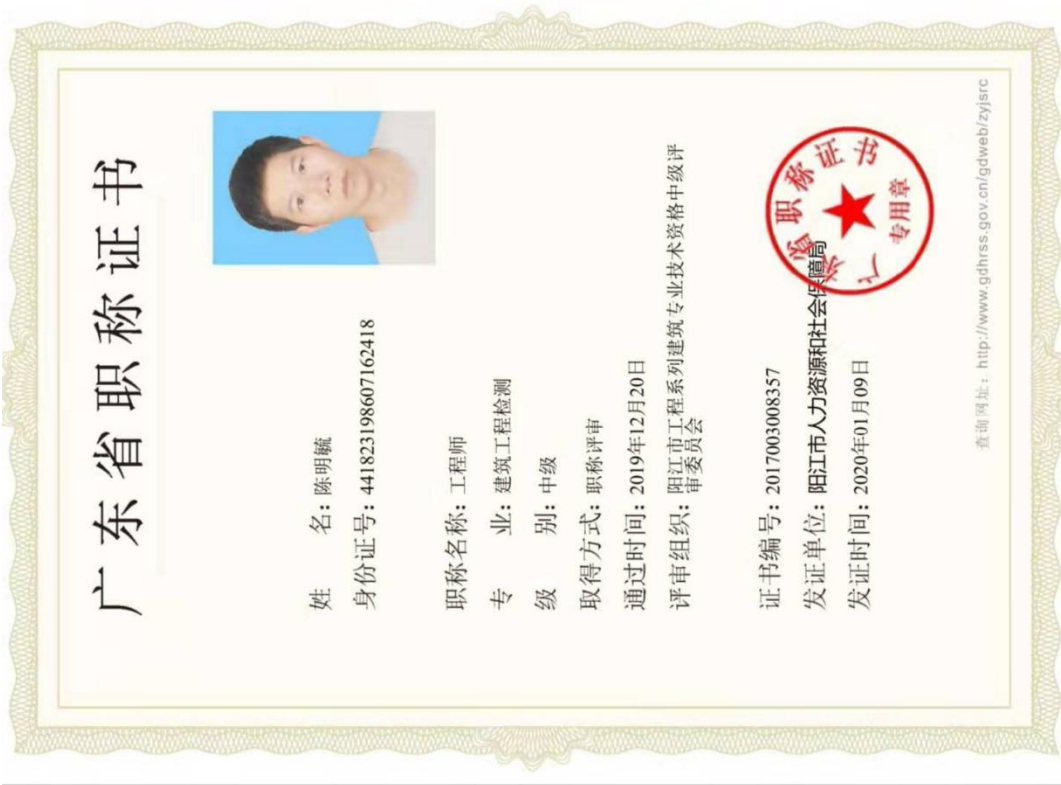 广东省职称证书
姓 名：陈明毓
身份证号：441823198607162418
职称名称：工程师
专 业：建筑工程检测
级 别：中级
取得方式：职称评审
通过时间：2019年12月20日
评审组织：阳江市工程系列建筑专业技术资格中级评
审委员会
证书编号：2017003008357
发证单位：阳江市人力资源和社会保障局
发证时间：2020年01月09日
广东省职称证书
专用章
查询网址：http://www.gdhrss.gov.cn/gdweb/zyjsrc